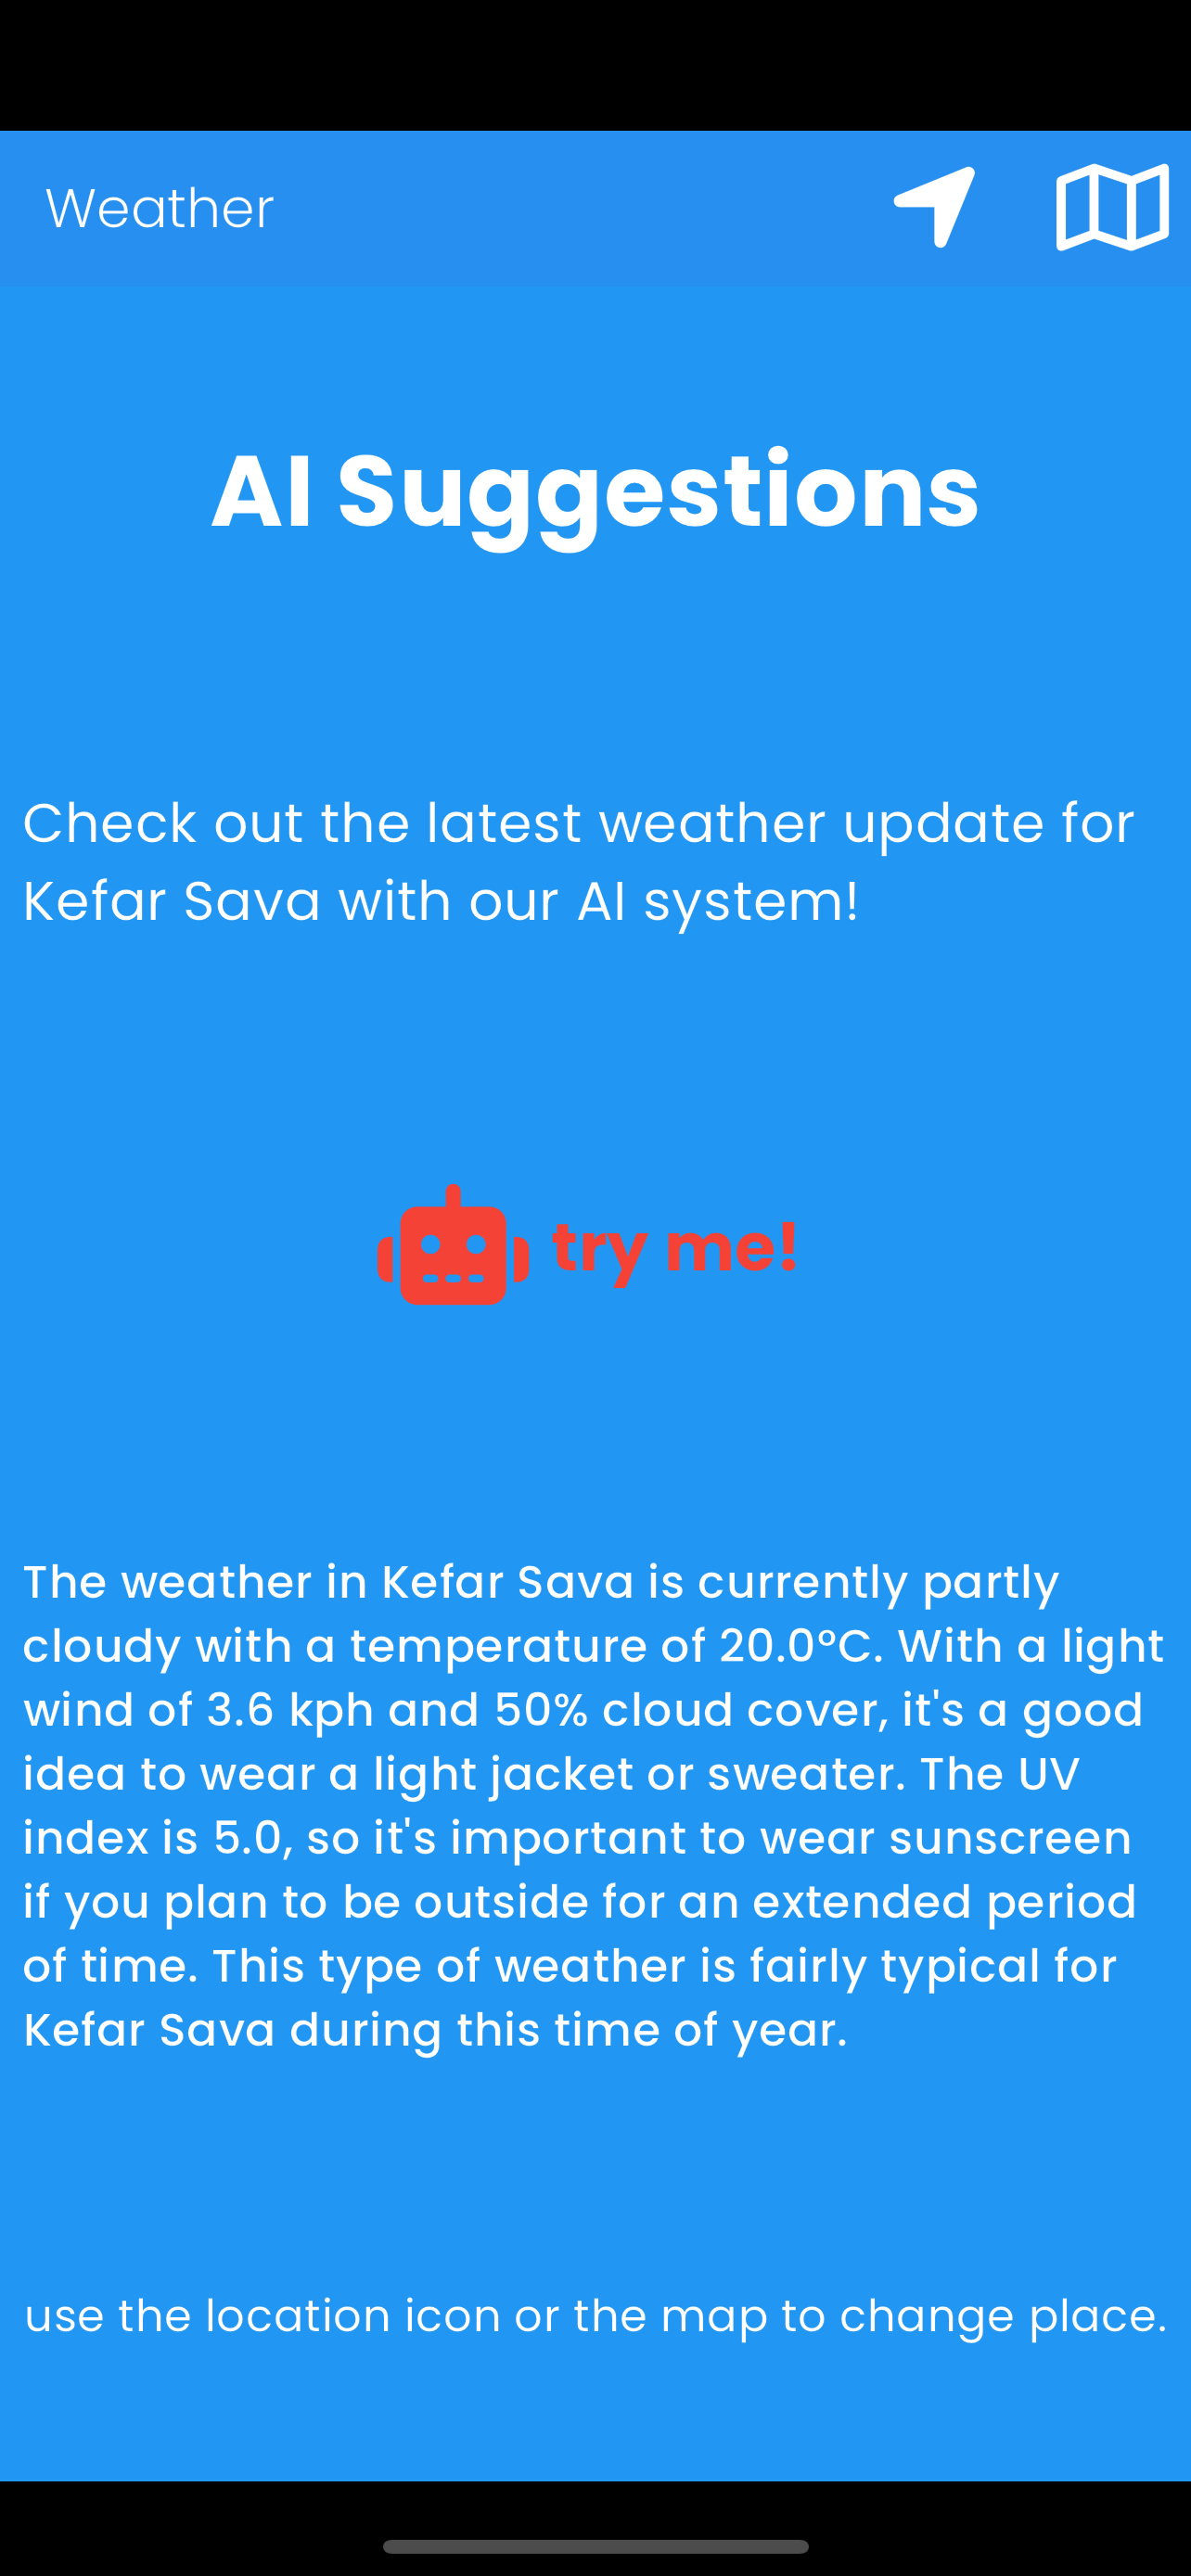 Weather
AI Suggestions
Check out the latest weather update for
Kefar Sava with our AI system!
try me!
The weather in Kefar Sava is currently partly
cloudy with a temperature of 20.0°C. With a light
wind of 3.6 kph and 50% cloud cover, it's a good
idea to wear a light jacket or sweater. The UV
index is 5.0, so it's important to wear sunscreen
if you plan to be outside for an extended period
of time. This type of weather is fairly typical for
Kefar Sava during this time of year.
use the location icon or the map to change place.